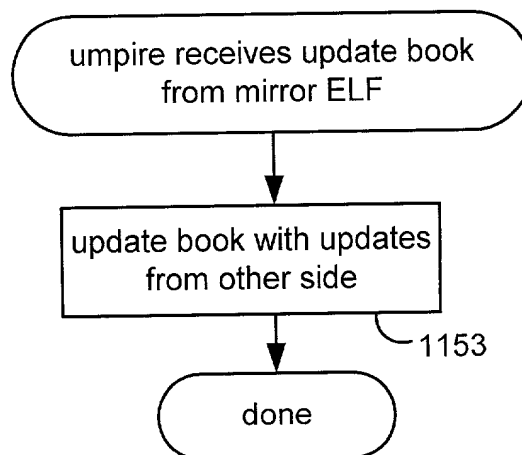 umpire receives update book
from mirror ELF
update book with updates
from other side
1153
done